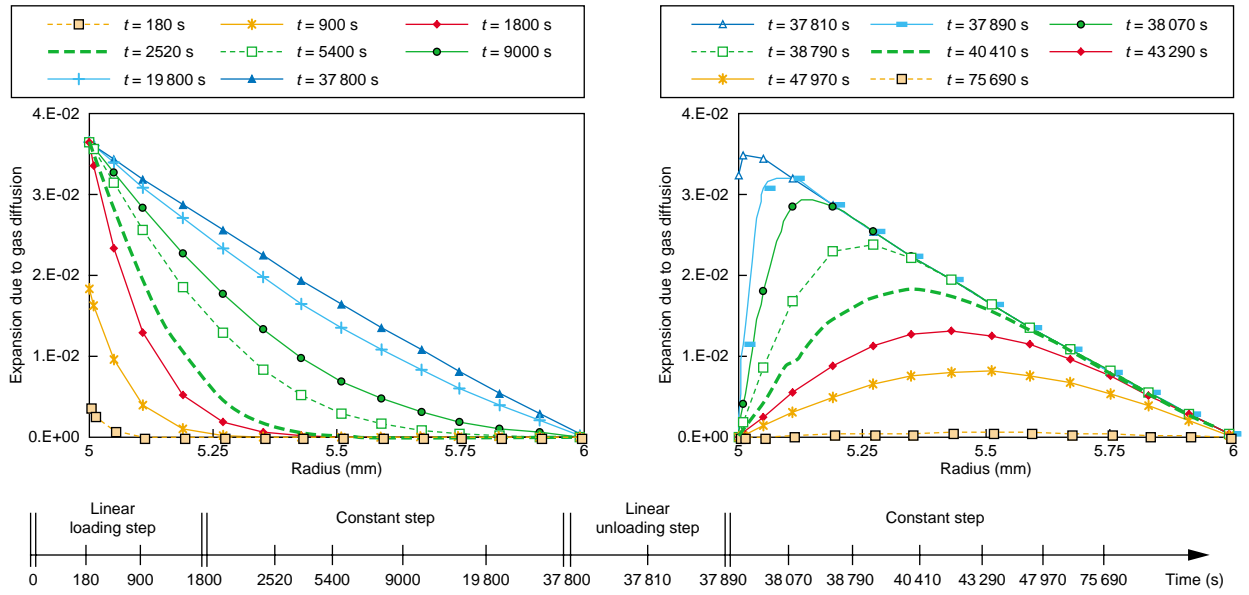 t = 180 s t = 900 s t = 1800 s
t = 2520 s t = 5400 s t = 9000 s
t = 19 800 s t = 37 800 s
4.E-02
3.E-02
2.E-02
1.E-02
0.E+00
Expansion due to gas diffusion
5 5.25 5.5 5.75 6
Radius (mm)
t = 37 810 s t = 37 890 s t = 38 070 s
t = 38 790 s t = 40 410 s t = 43 290 s
t = 47 970 s t = 75 690 s
4.E-02
3.E-02
2.E-02
1.E-02
0.E+00
Expansion due to gas diffusion
5 5.25 5.5 5.75 6
Radius (mm)
Linear
loading step
Constant step
Linear
unloading step
Constant step
0 180 900 1800 2520 5400 9000 19 800 37 800 37 810 37 890 38 070 38 790 40 410 43 290 47 970 75 690 Time (s)